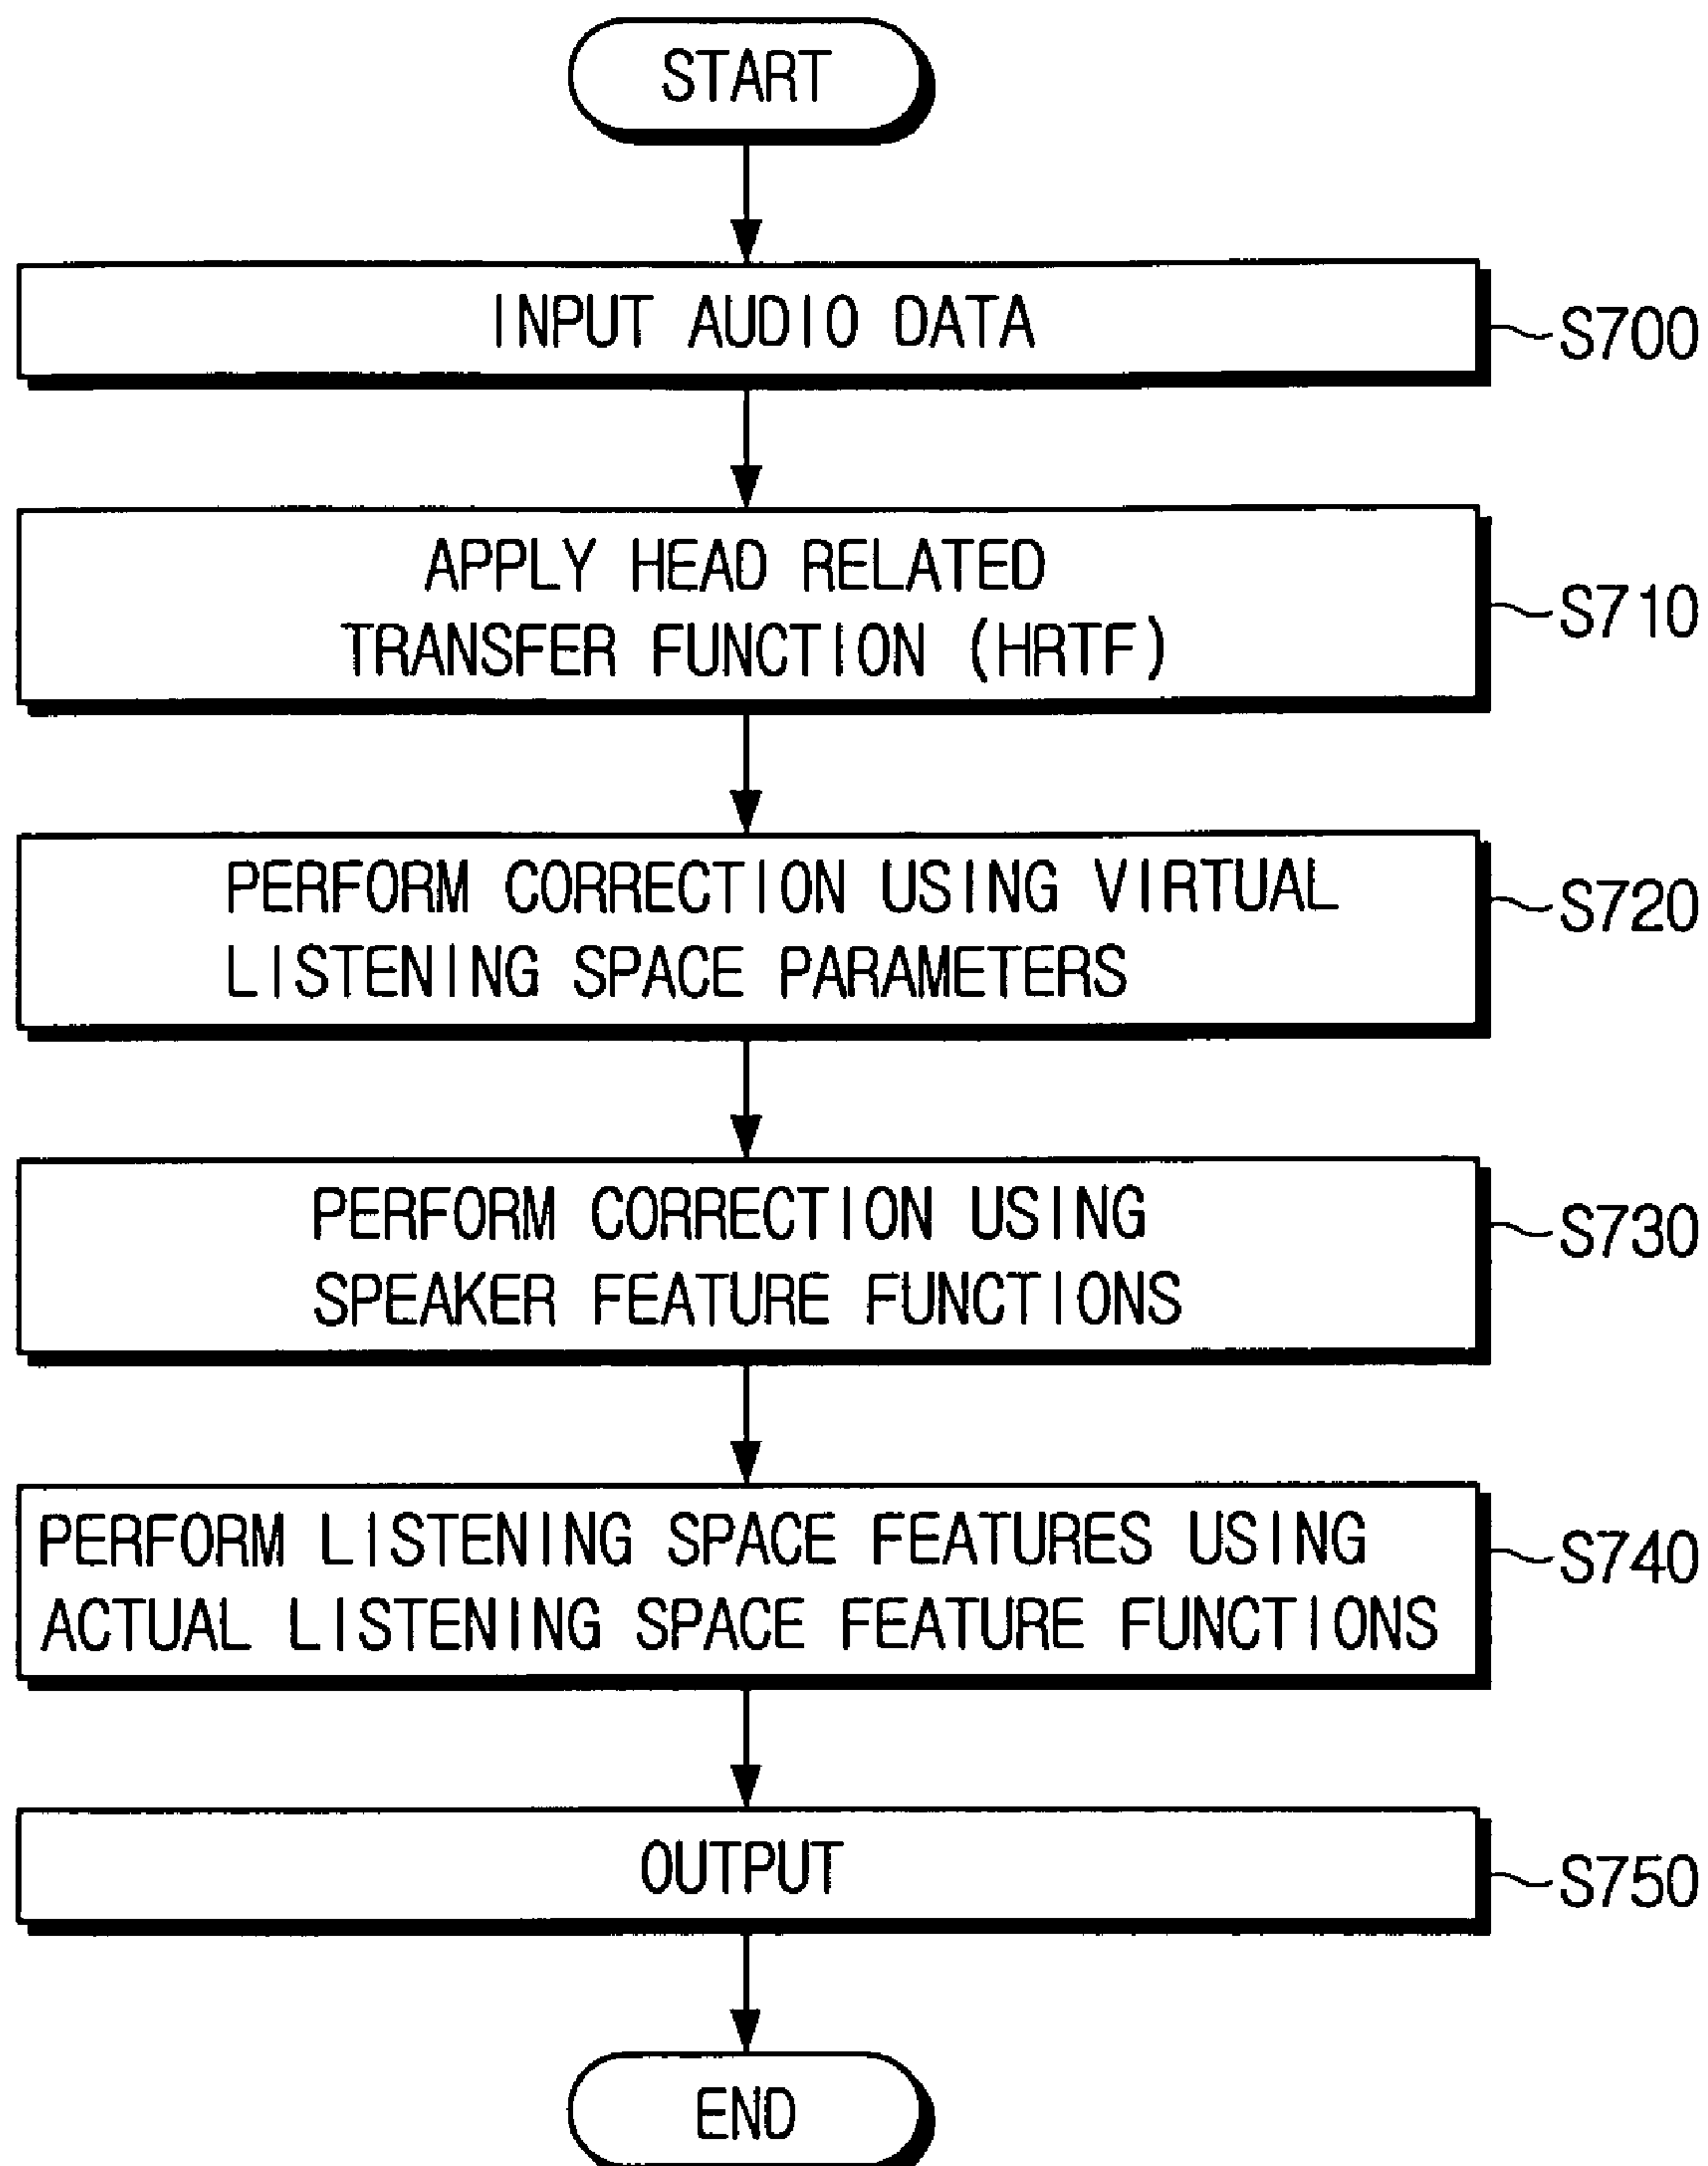 START
INPUT AUDIO DATA
S700
APPLY HEAD RELATED
TRANSFER FUNCTION (HRTF)
S710
PERFORM CORRECTION USING VIRTUAL
LISTENING SPACE PARAMETERS
S720
PERFORM CORRECTION USING
SPEAKER FEATURE FUNCTIONS
S730
PERFORM LISTENING SPACE FEATURES USING
ACTUAL LISTENING SPACE FEATURE FUNCTIONS
S740
OUTPUT
S750
END